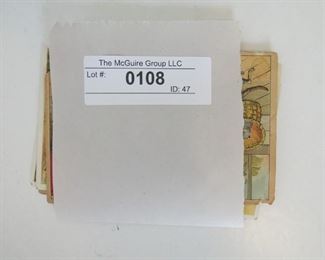 The McGuire Group LLC
Lot #: 0108
ID: 47